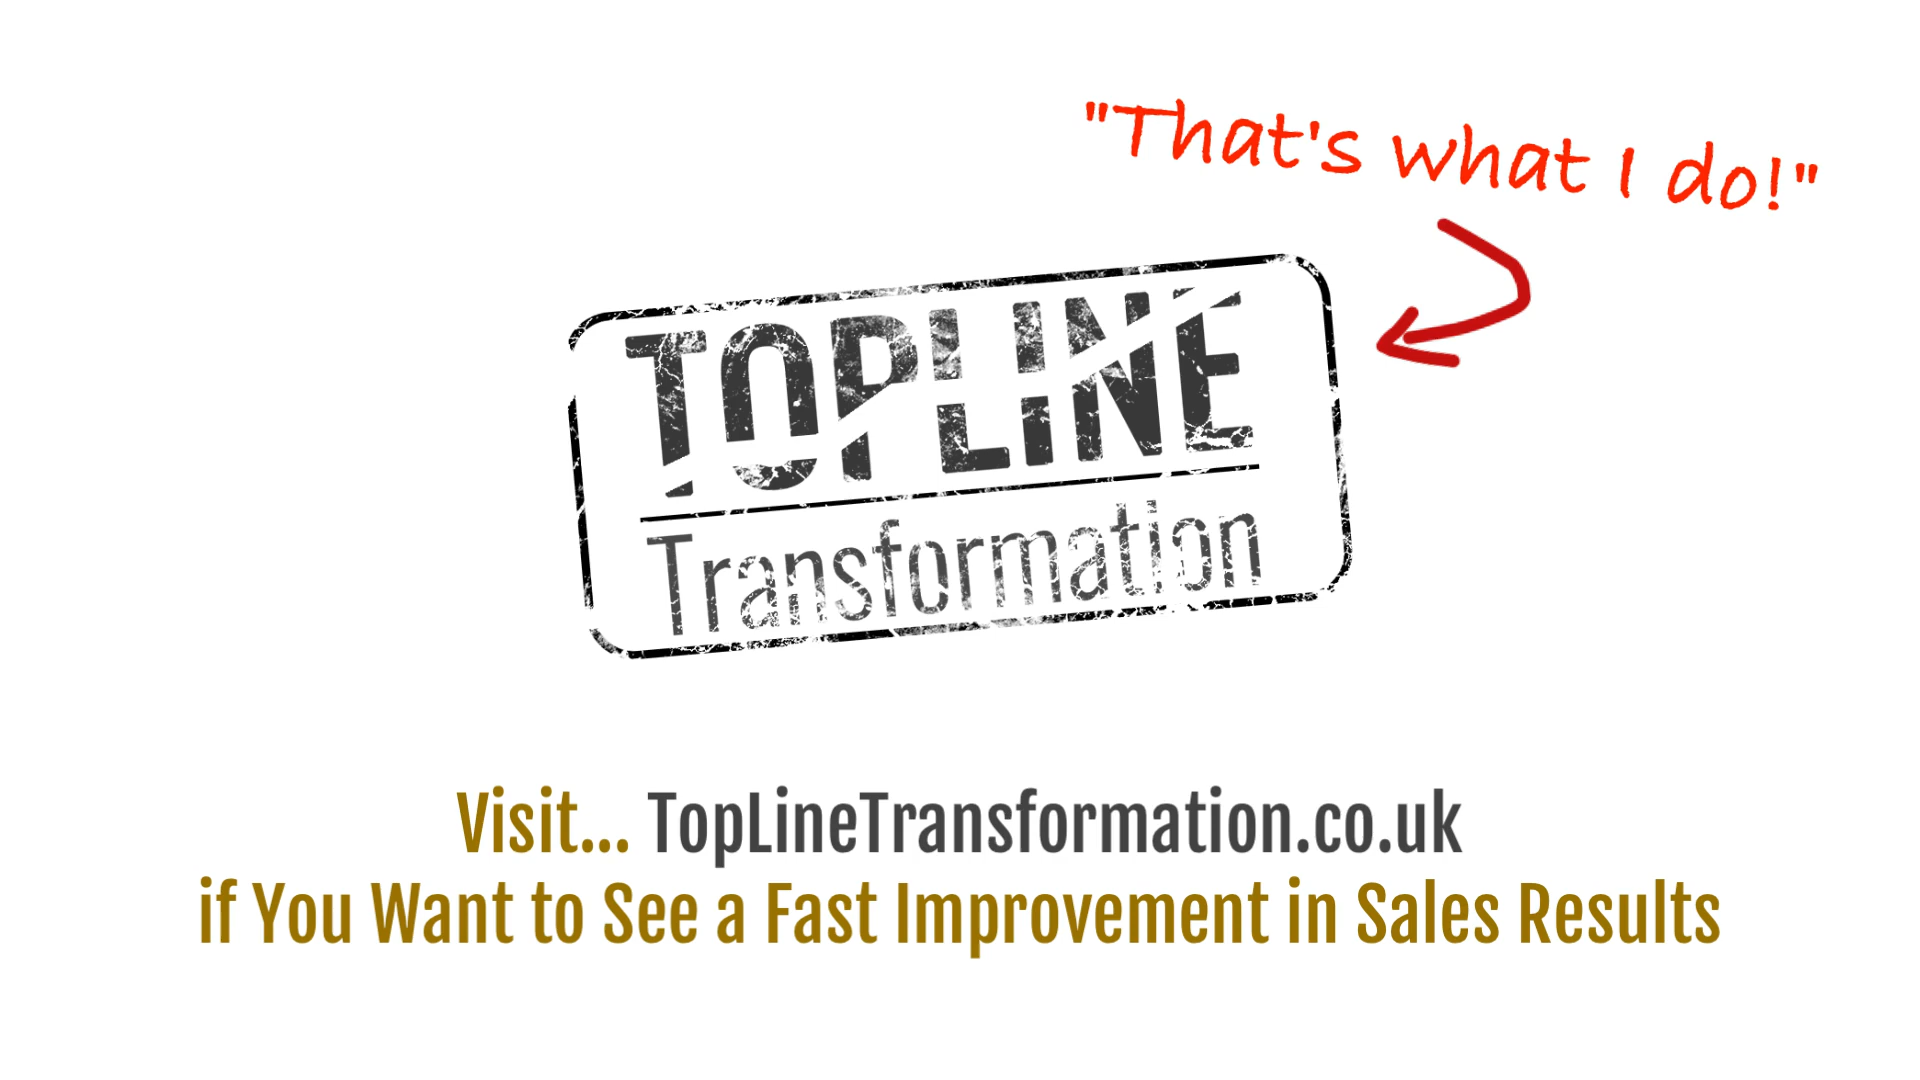 "That's what I do!"
TOPLINE
Transformation
Visit... TopLineTransformation.co.uk
if You Want to See a Fast Improvement in Sales Results